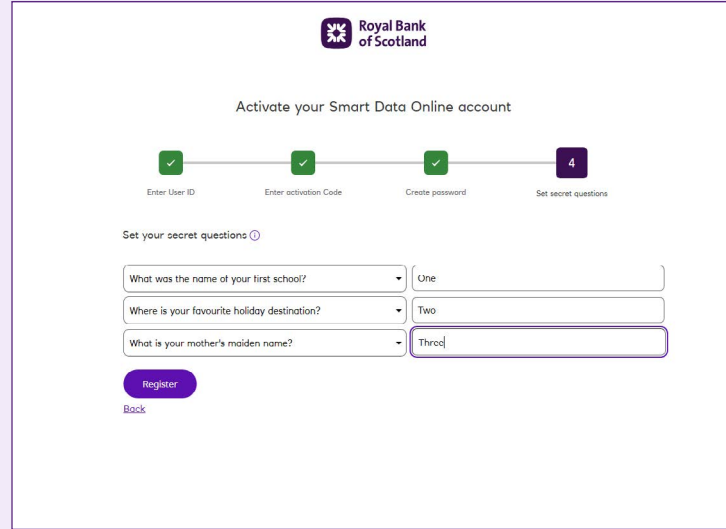 Royal Bank
of Scotland
Activate your Smart Data Online account
4
Enter User ID Enter activation Code Create password Set secret questions
Set your secret questions
What was the name of your first school? One
Where is your favourite holiday destination? Two
What is your mother's maiden name? Three
Register
Back